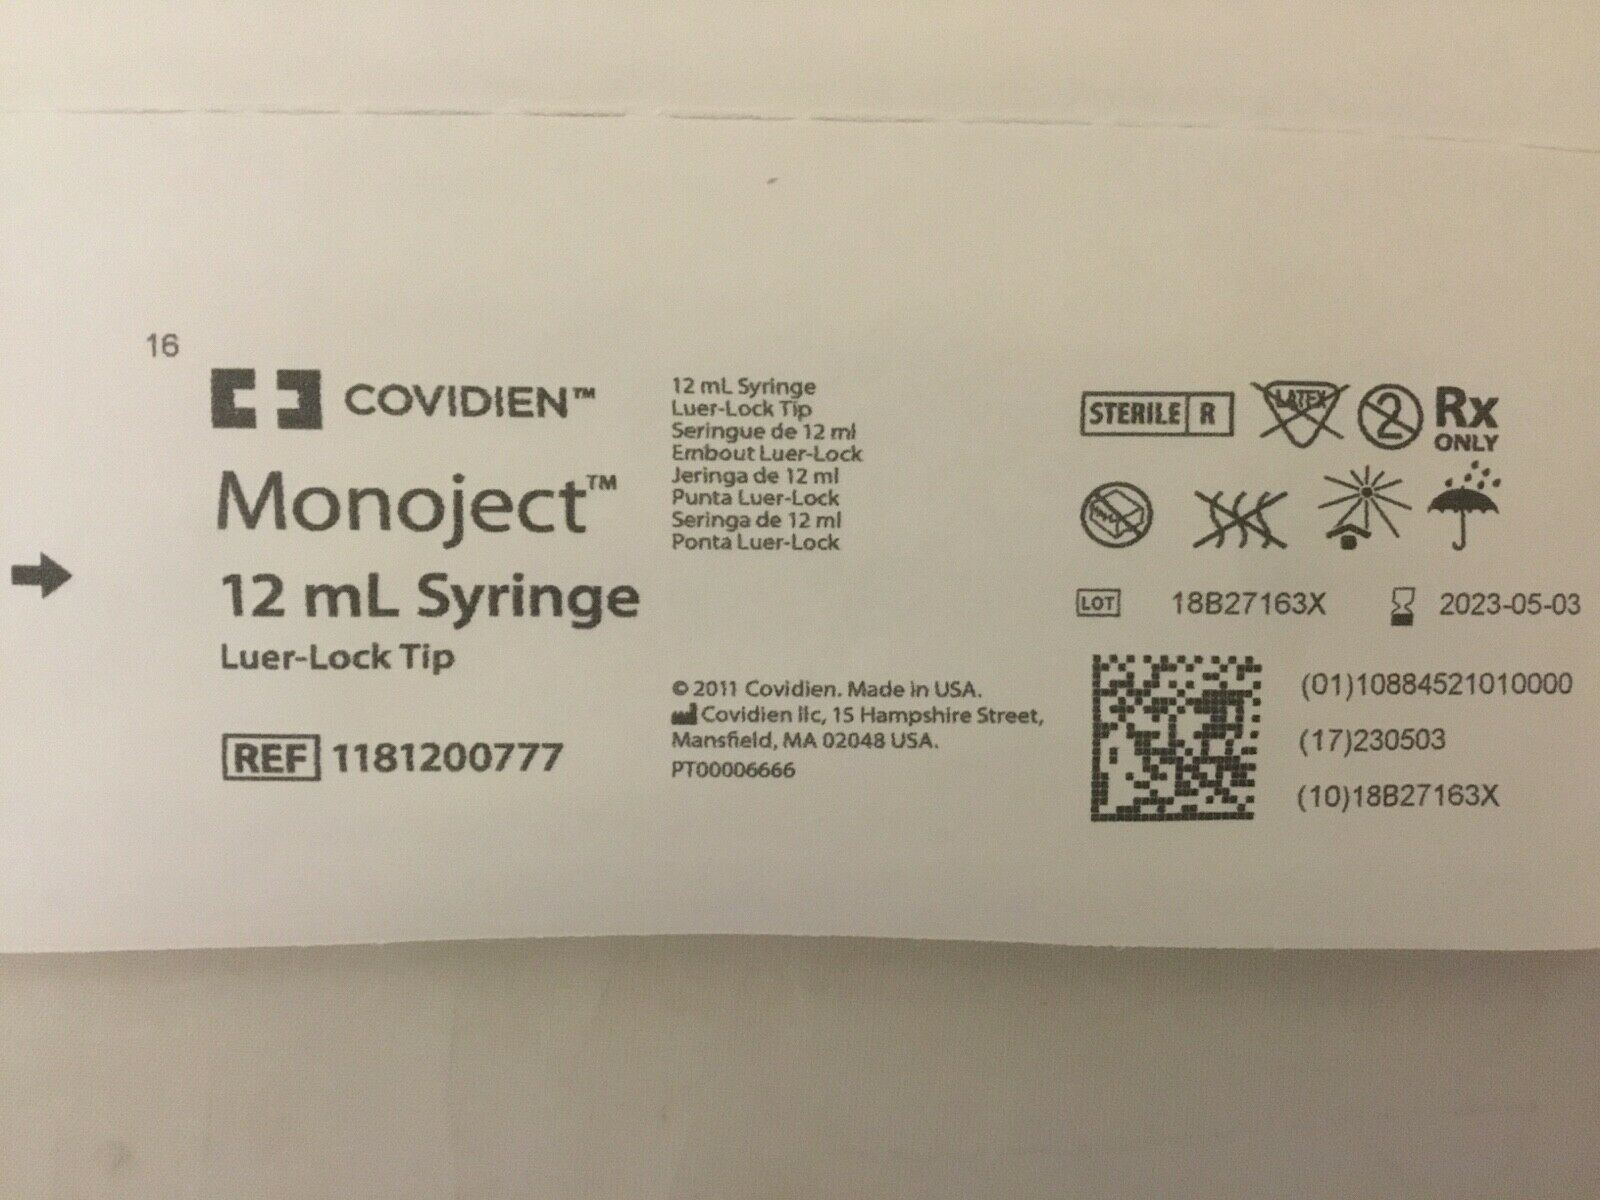 16
COVIDIEN™
Monoject™
12 mL Syringe
Luer-Lock Tip
REF 1181200777
12 mL Syringe
Luer-Lock Tip
Seringue de 12 ml
Embout Luer-Lock
Jeringa de 12 ml
Punta Luer-Lock
Seringa de 12 ml
Ponta Luer-Lock
© 2011 Covidien. Made in USA.
Covidien llc, 15 Hampshire Street,
Mansfield, MA 02048 USA.
PT00006666
STERILE R LATEX 2 Rx
ONLY
LOT 18B27163X 2023-05-03
(01)10884521010000
(17)230503
(10)18B27163X